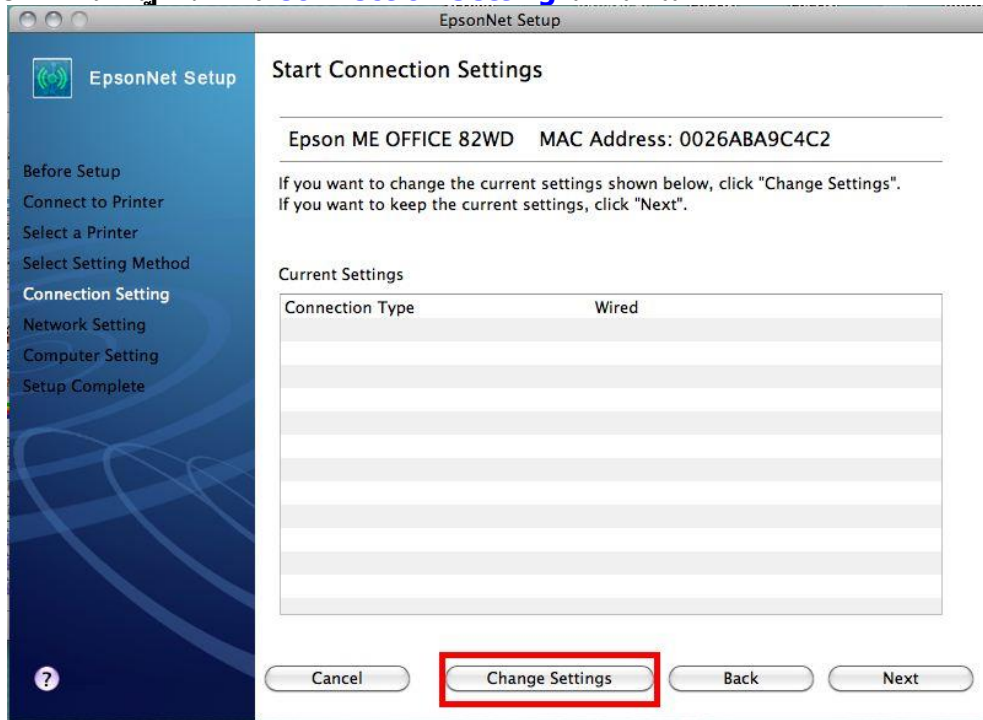 EpsonNet Setup
EpsonNet Setup
Before Setup
Connect to Printer
Select a Printer
Select Setting Method
Connection Setting
Network Setting
Computer Setting
Setup Complete
?
Start Connection Settings
Epson ME OFFICE 82WD MAC Address: 0026ABA9C4C2
If you want to change the current settings shown below, click "Change Settings".
If you want to keep the current settings, click "Next".
Current Settings
Connection Type Wired
Cancel Change Settings Back Next